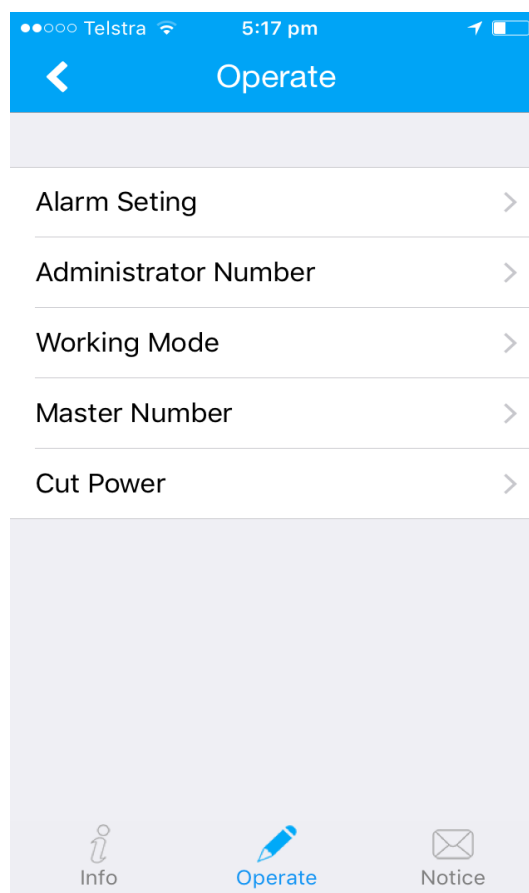 Telstra 5:17 pm
Operate
Alarm Seting
Administrator Number
Working Mode
Master Number
Cut Power
Info Operate Notice